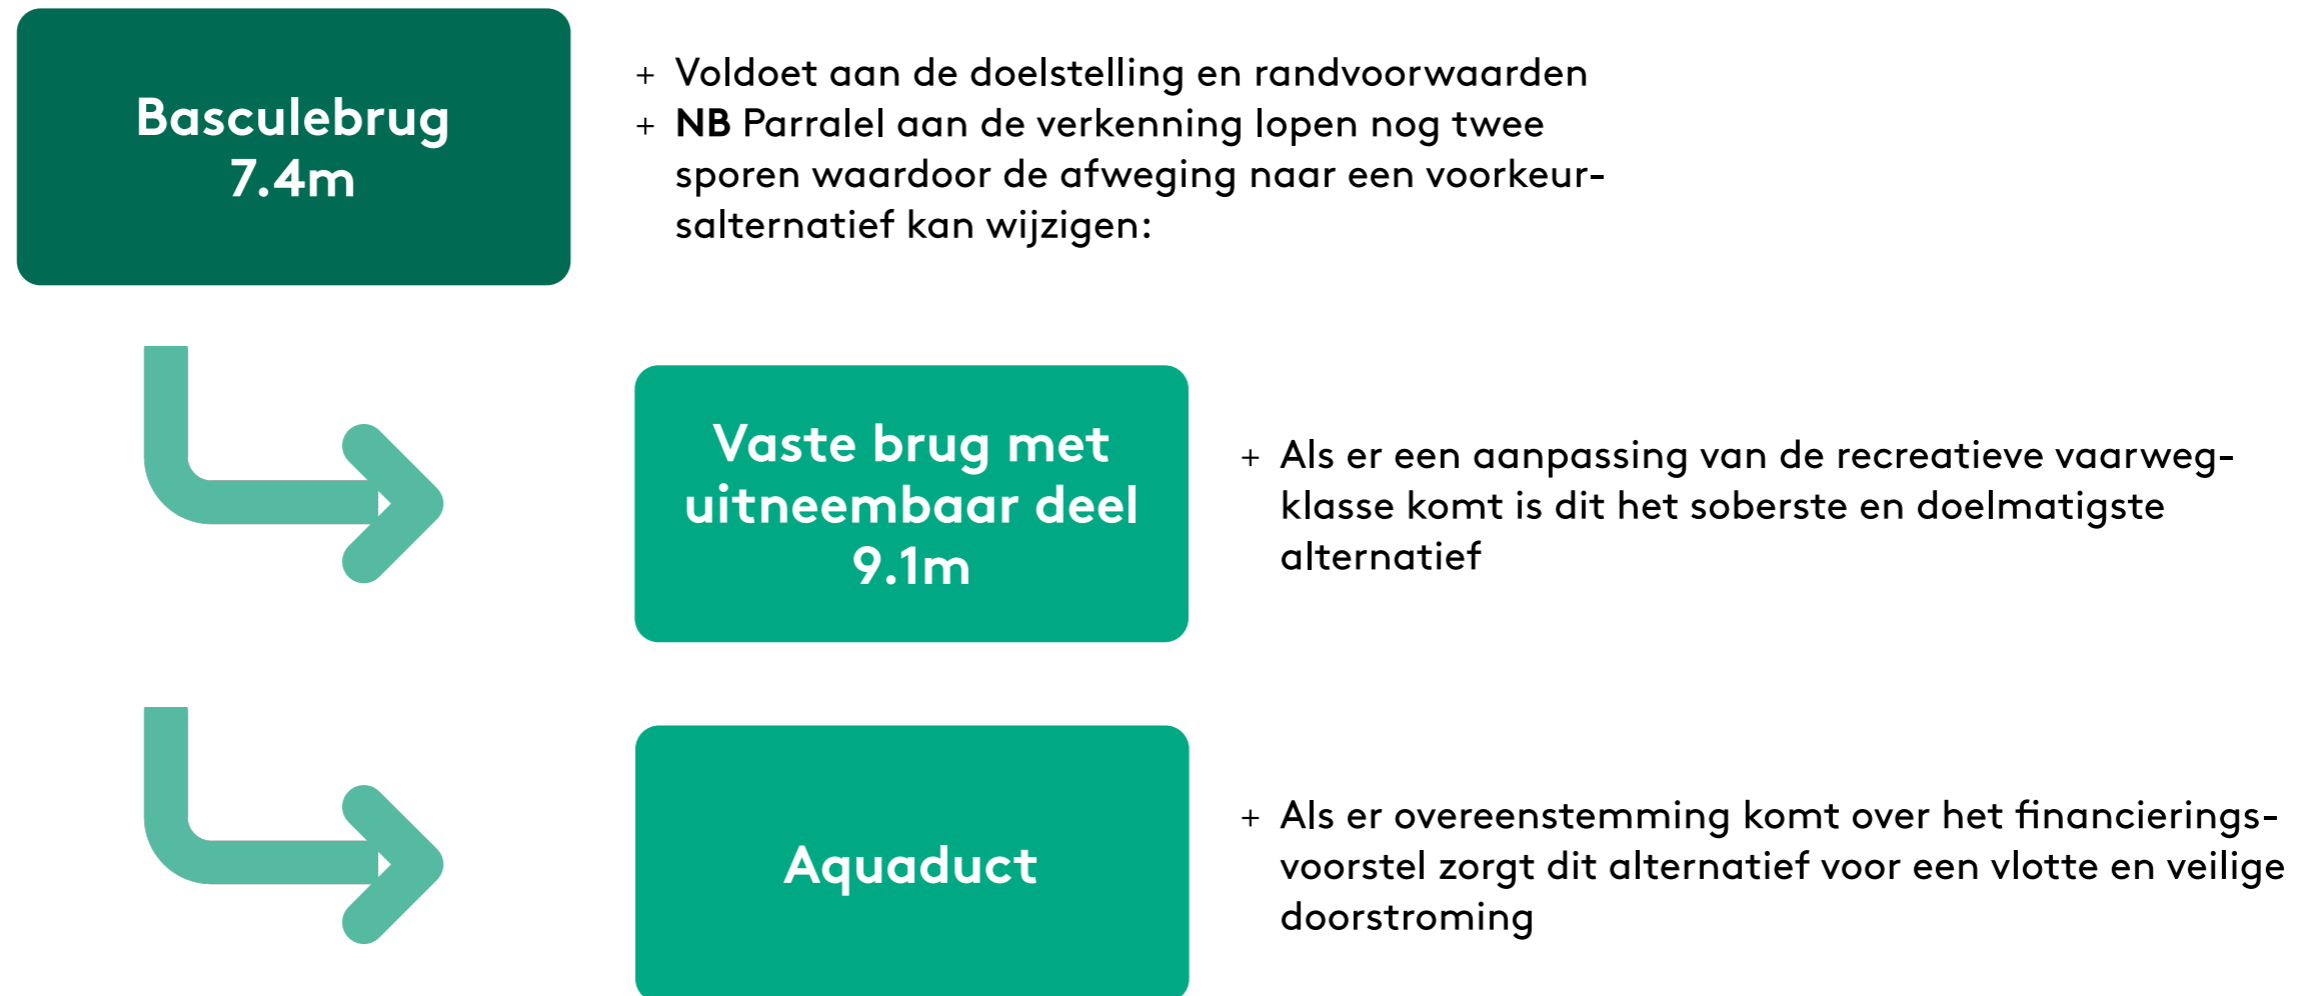 Basculebrug
7.4m
+ Voldoet aan de doelstelling en randvoorwaarden
+ NB Parralel aan de verkenning lopen nog twee
sporen waardoor de afweging naar een voorkeur-
salternatief kan wijzigen:
Vaste brug met
uitneembaar deel
9.1m
+ Als er een aanpassing van de recreatieve vaarweg-
klasse komt is dit het soberste en doelmatigste
alternatief
Aquaduct
+ Als er overeenstemming komt over het financierings-
voorstel zorgt dit alternatief voor een vlotte en veilige
doorstroming